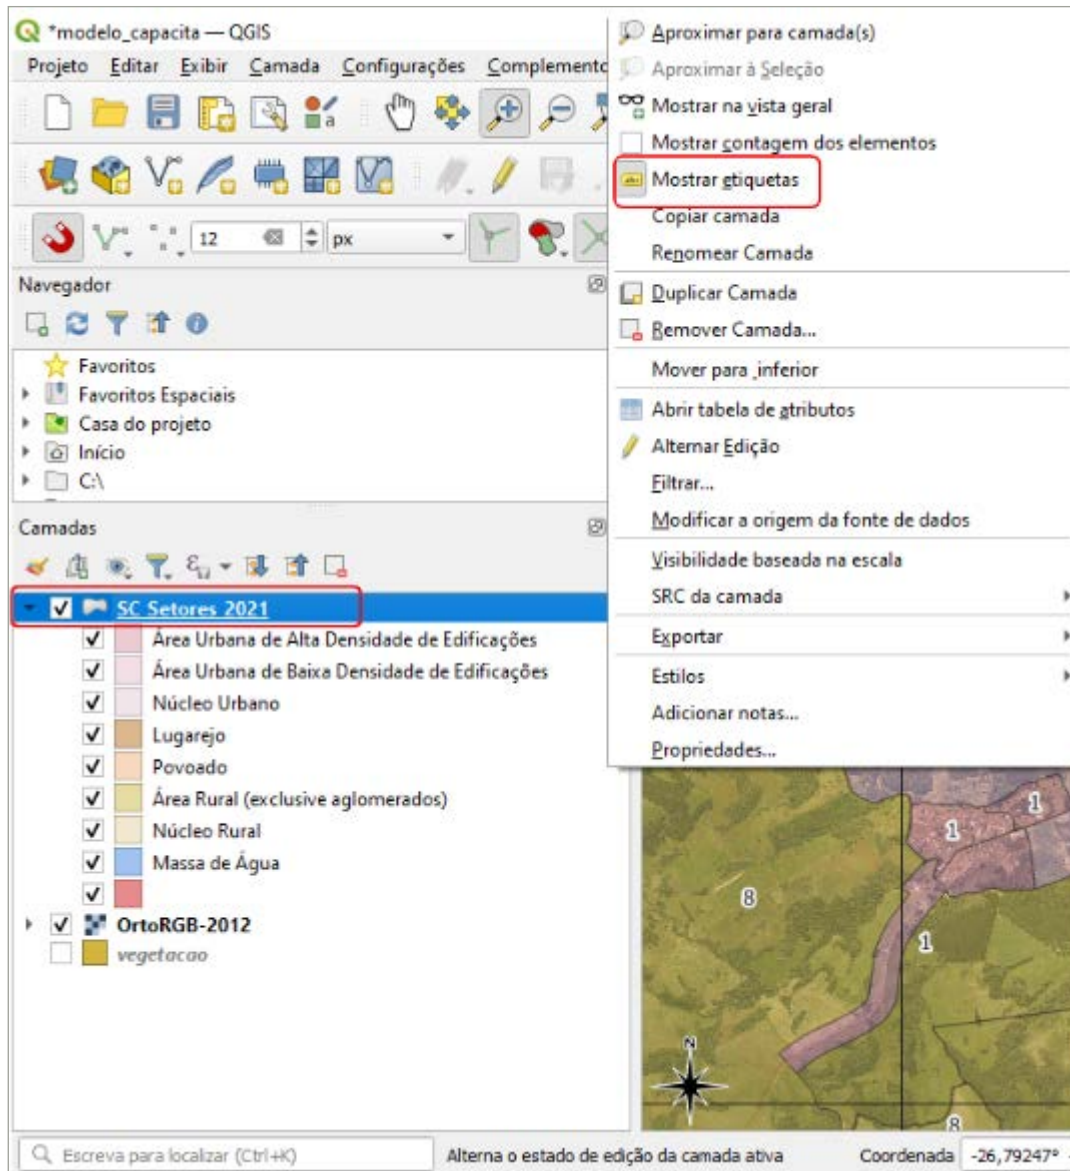 *modelo_capacita — QGIS
Projeto Editar Exibir Camada Configurações Complemento
a
12 px
Navegador
Favoritos
Favoritos Espaciais
Casa do projeto
Início
C:\
Camadas
SC_Setores_2021
Área Urbana de Alta Densidade de Edificações
Área Urbana de Baixa Densidade de Edificações
Núcleo Urbano
Lugarejo
Povoado
Área Rural (exclusive aglomerados)
Núcleo Rural
Massa de Água
OrtoRGB-2012
vegetacao
Aproximar para camada(s)
Aproximar à Seleção
Mostrar na vista geral
Mostrar contagem dos elementos
abc Mostrar etiquetas
Copiar camada
Renomear Camada
Duplicar Camada
Remover Camada...
Mover para _inferior
Abrir tabela de atributos
Alternar Edição
Filtrar...
Modificar a origem da fonte de dados
Visibilidade baseada na escala
SRC da camada
Exportar
Estilos
Adicionar notas...
Propriedades...
1
1
8
1
N
8
Escreva para localizar (Ctrl+K) Alterna o estado de edição da camada ativa Coordenada -26,79247°